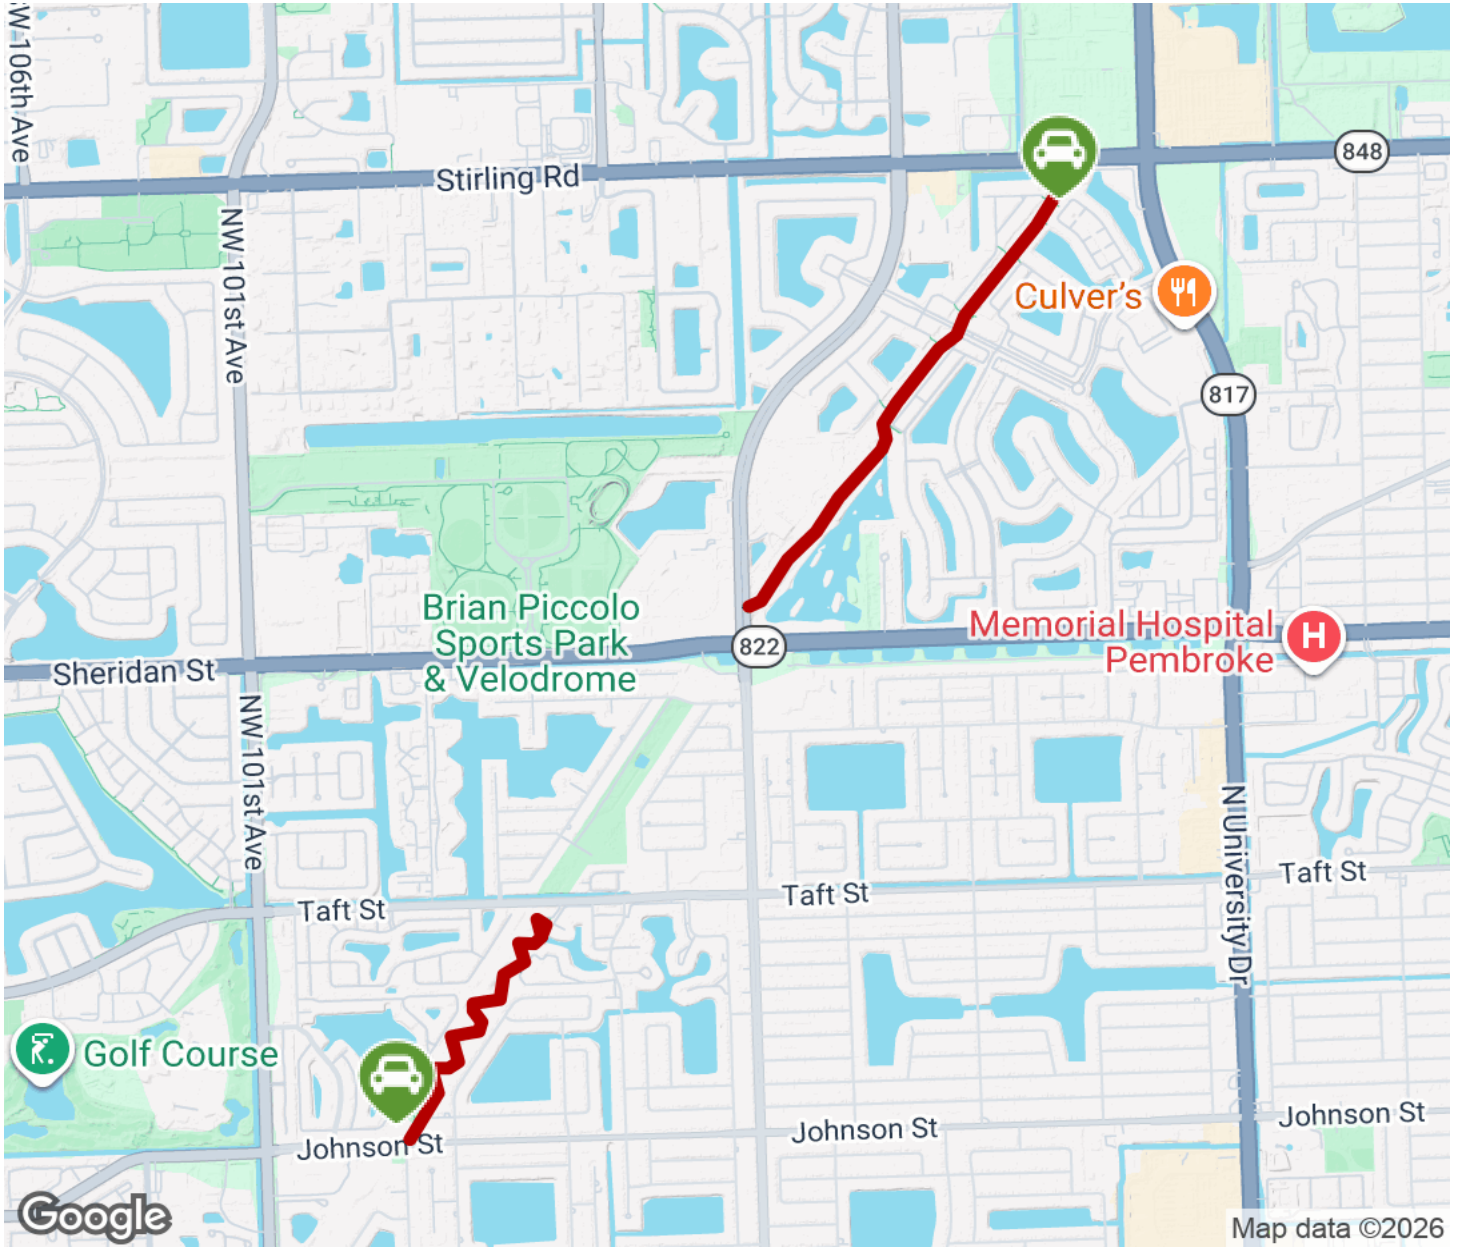 W 106th Ave
848
Stirling Rd
NW 101st Ave
Culver's
817
Brian Piccolo
Sports Park
& Velodrome
822
Memorial Hospital
Pembroke
H
Sheridan St
NW 101st Ave
N University Dr
Taft St
Taft St
Taft St
Golf Course
Johnson St
Johnson St
Johnson St
Google
Map data ©2026